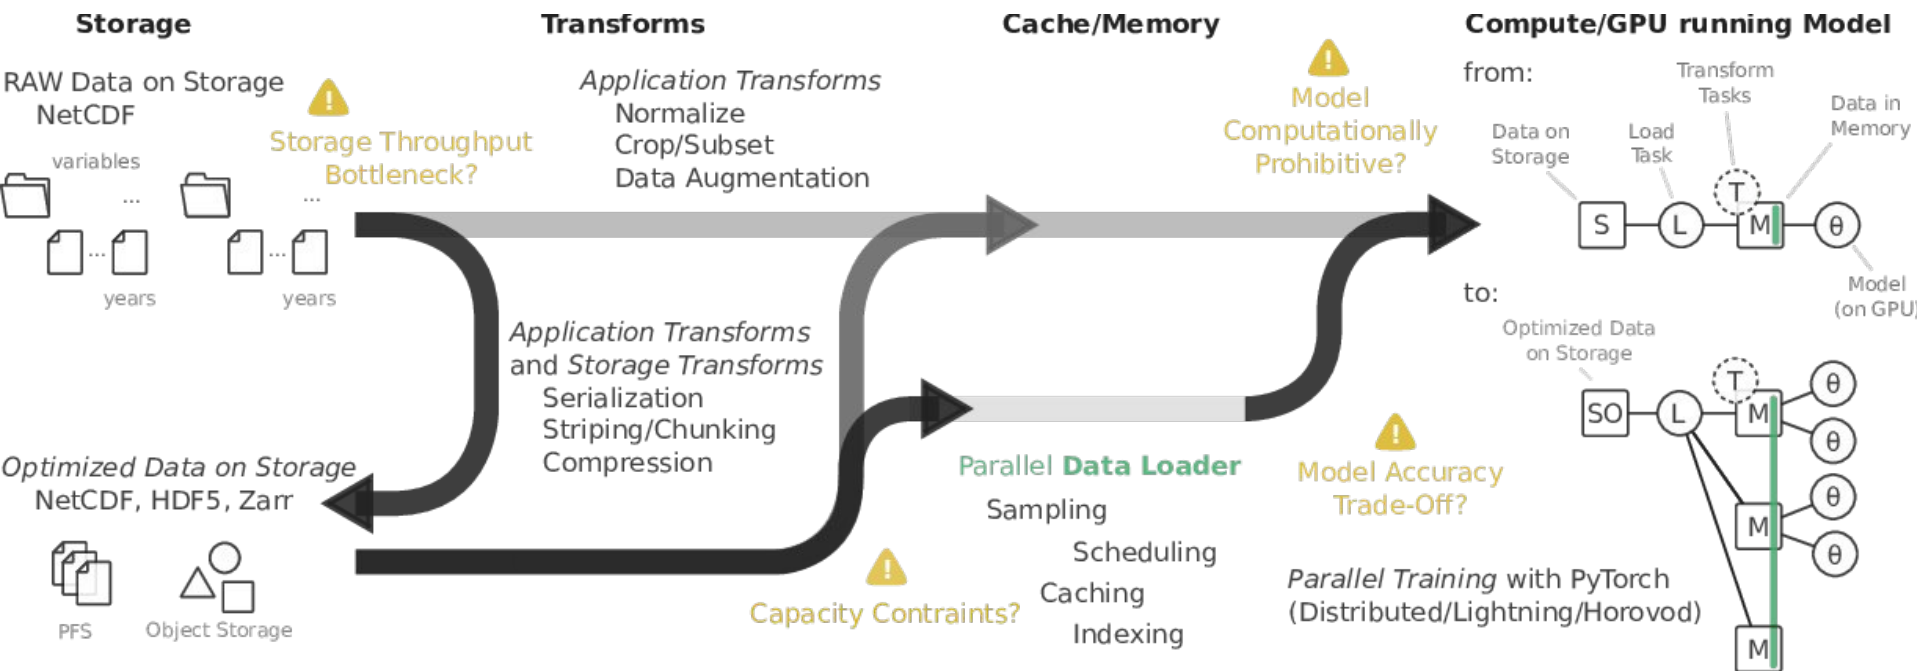 Storage
Transforms
Cache/Memory
Compute/GPU running Model
RAW Data on Storage
NetCDF
variables
...
...
...
...
years
years
Storage Throughput
Bottleneck?
Application Transforms
Normalize
Crop/Subset
Data Augmentation
Model
Computationally
Prohibitive?
from:
Transform
Tasks
Data in
Memory
Data on
Storage
Load
Task
T
S
L
M
θ
Model
(on GPU)
to:
Optimized Data
on Storage
T
SO
L
M
θ
θ
M
θ
θ
M
Application Transforms
and Storage Transforms
Serialization
Striping/Chunking
Compression
Optimized Data on Storage
NetCDF, HDF5, Zarr
PFS
Object Storage
Capacity Contraints?
Parallel Data Loader
Sampling
Scheduling
Caching
Indexing
Model Accuracy
Trade-Off?
Parallel Training with PyTorch
(Distributed/Lightning/Horovod)